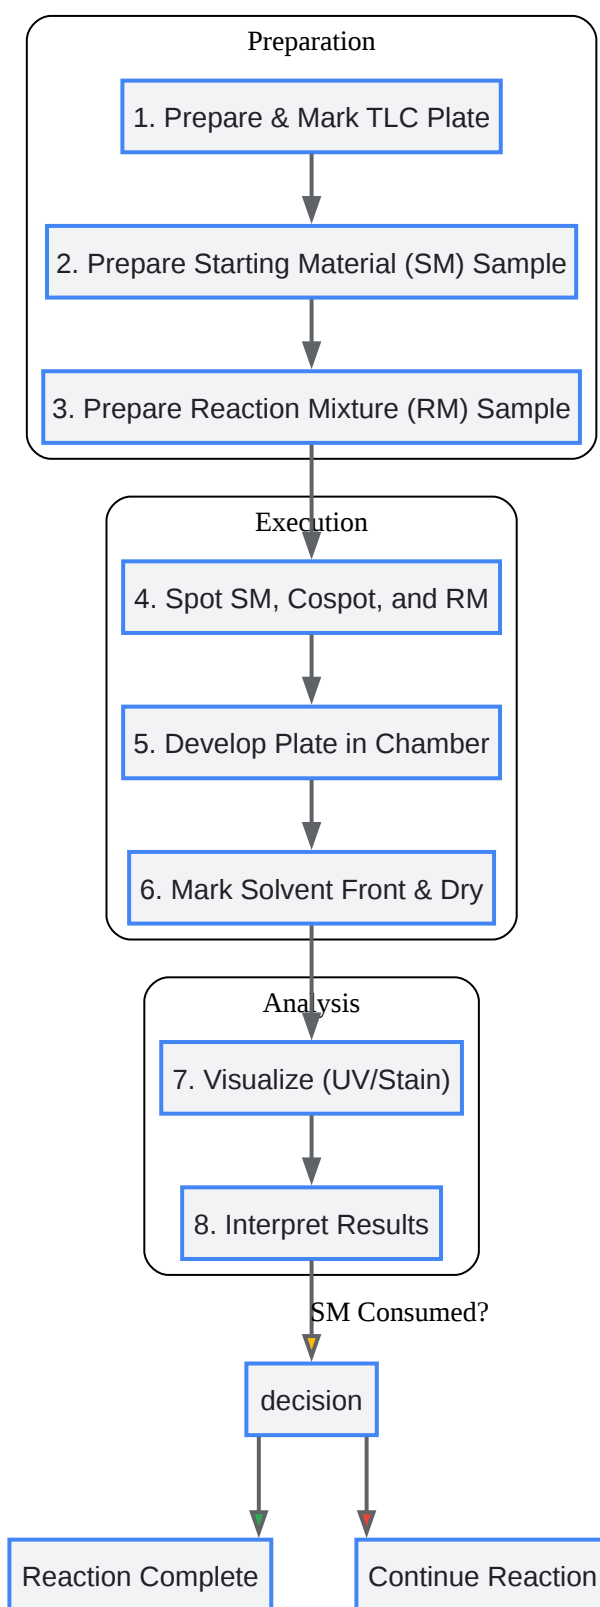 Preparation
1. Prepare & Mark TLC Plate
2. Prepare Starting Material (SM) Sample
3. Prepare Reaction Mixture (RM) Sample
Execution
4. Spot SM, Cospot, and RM
5. Develop Plate in Chamber
6. Mark Solvent Front & Dry
Analysis
7. Visualize (UV/Stain)
8. Interpret Results
SM Consumed?
decision
Reaction Complete
Continue Reaction